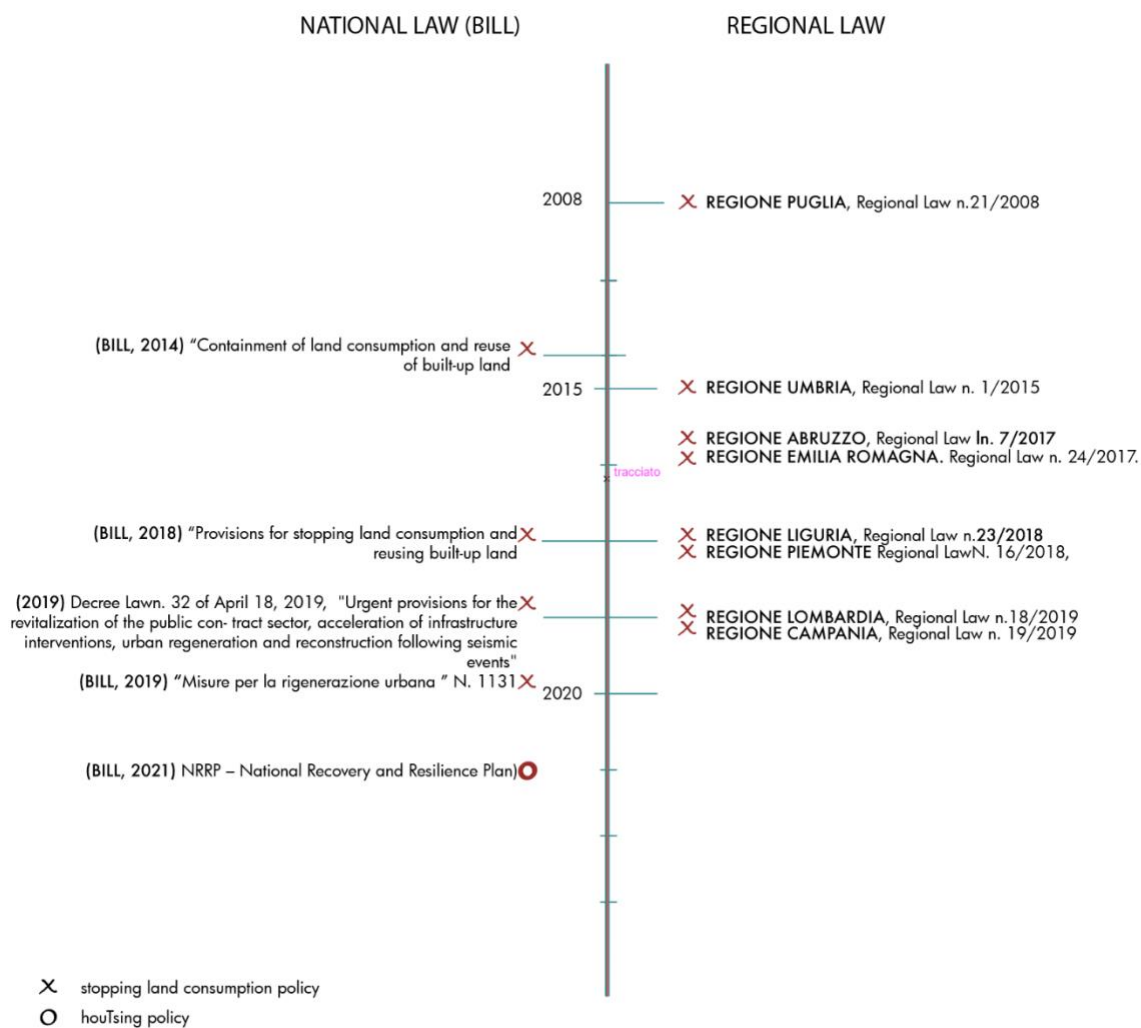 NATIONAL LAW (BILL)
REGIONAL LAW
2008
REGIONE PUGLIA, Regional Law n.21/2008
(BILL, 2014) “Containment of land consumption and reuse
of built-up land
2015
REGIONE UMBRIA, Regional Law n. 1/2015
REGIONE ABRUZZO, Regional Law ln. 7/2017
REGIONE EMILIA ROMAGNA. Regional Law n. 24/2017.
tracciato
(BILL, 2018) “Provisions for stopping land consumption and
reusing built-up land
REGIONE LIGURIA, Regional Law n.23/2018
REGIONE PIEMONTE Regional LawN. 16/2018,
(2019) Decree Lawn. 32 of April 18, 2019, "Urgent provisions for the
revitalization of the public con- tract sector, acceleration of infrastructure
interventions, urban regeneration and reconstruction following seismic
events"
REGIONE LOMBARDIA, Regional Law n.18/2019
REGIONE CAMPANIA, Regional Law n. 19/2019
(BILL, 2019) “Misure per la rigenerazione urbana ” N. 1131
2020
(BILL, 2021) NRRP – National Recovery and Resilience Plan)
stopping land consumption policy
houTsing policy